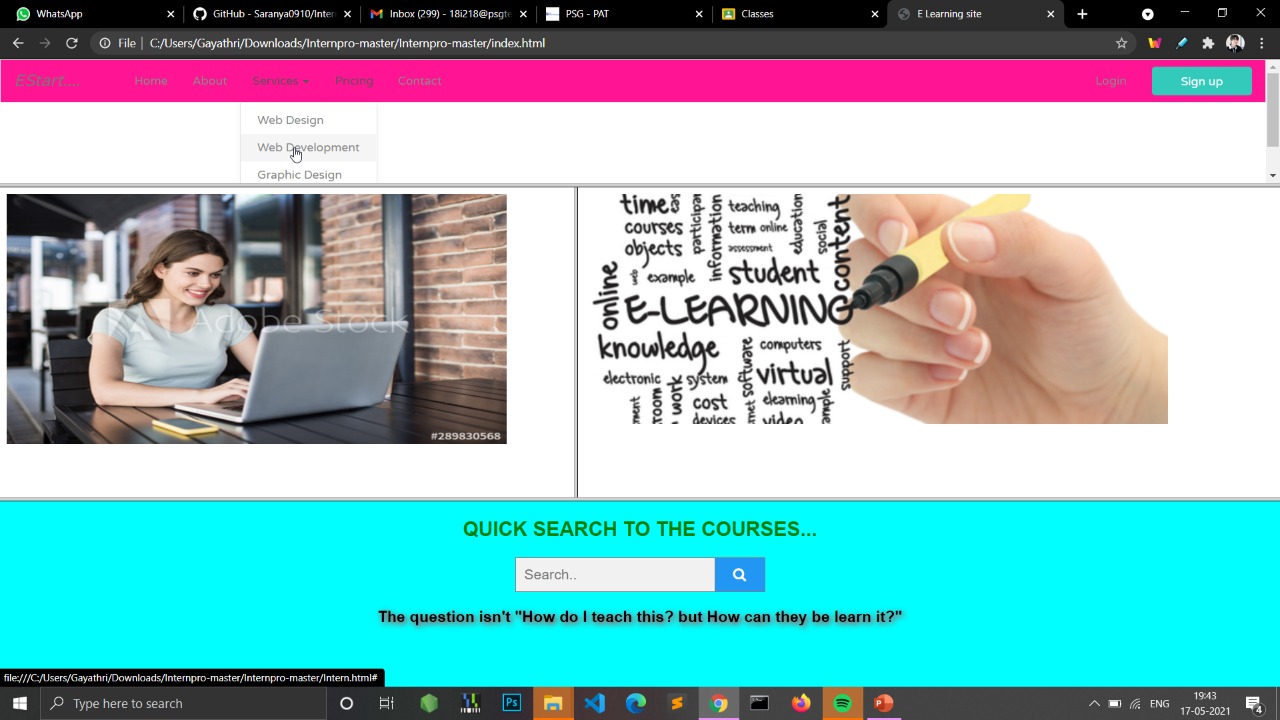 WhatsApp
GitHub - Saranya0910/Intern
Inbox (299) - 18i218@psgte
PSG - PAT
Classes
E Learning site
File | C:/Users/Gayathri/Downloads/Internpro-master/Internpro-master/index.html
EStart.... Home About Services Pricing Contact Login Sign up
Web Design
Web Development
Graphic Design
Adobe Stock
#289830568
time
courses
objects
teaching
term online
assessment
information
education
social
content
web
example
student
online
E-LEARNING
knowledge
computers
electronic
system
software
virtual
support
work
cost
elearning
devices
video
QUICK SEARCH TO THE COURSES...
Search..
The question isn't "How do I teach this? but How can they be learn it?"
file:///C:/Users/Gayathri/Downloads/Internpro-master/Internpro-master/Intern.html#
Type here to search
Ps
ENG
19:43
17-05-2021
4